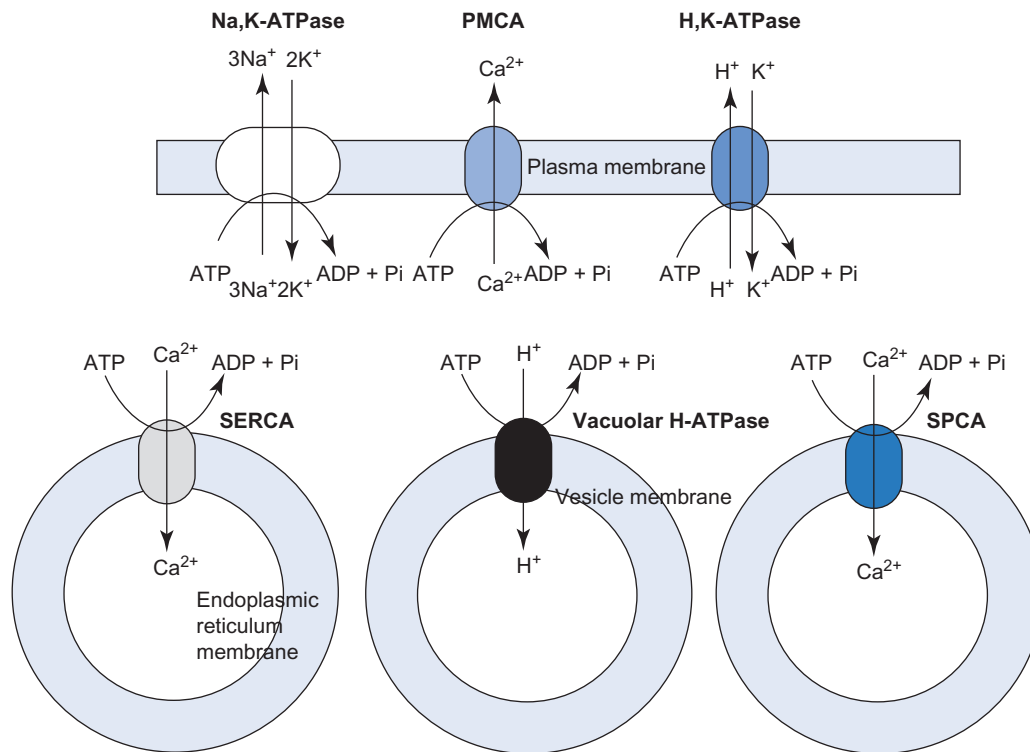 Na,K-ATPase PMCA H,K-ATPase
3Na⁺ 2K⁺ Ca²⁺ H⁺ K⁺
Plasma membrane
ATP 3Na⁺ 2K⁺ ADP + Pi ATP Ca²⁺ ADP + Pi ATP H⁺ K⁺ ADP + Pi
ATP Ca²⁺ ADP + Pi ATP H⁺ ADP + Pi ATP Ca²⁺ ADP + Pi
SERCA Vacuolar H-ATPase SPCA
Vesicle membrane
Ca²⁺ H⁺ Ca²⁺
Endoplasmic
reticulum
membrane